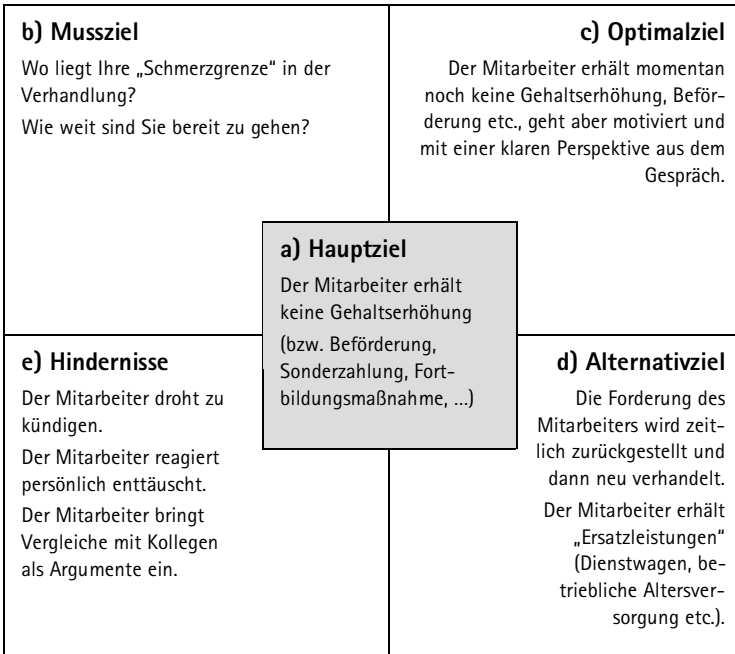 b) Mussziel
Wo liegt Ihre „Schmerzgrenze“ in der
Verhandlung?
Wie weit sind Sie bereit zu gehen?
c) Optimalziel
Der Mitarbeiter erhält momentan
noch keine Gehaltserhöhung, Beför-
derung etc., geht aber motiviert und
mit einer klaren Perspektive aus dem
Gespräch.
a) Hauptziel
Der Mitarbeiter erhält
keine Gehaltserhöhung
(bzw. Beförderung,
Sonderzahlung, Fort-
bildungsmaßnahme, ...)
e) Hindernisse
Der Mitarbeiter droht zu
kündigen.
Der Mitarbeiter reagiert
persönlich enttäuscht.
Der Mitarbeiter bringt
Vergleiche mit Kollegen
als Argumente ein.
d) Alternativziel
Die Forderung des
Mitarbeiters wird zeit-
lich zurückgestellt und
dann neu verhandelt.
Der Mitarbeiter erhält
„Ersatzleistungen“
(Dienstwagen, be-
triebliche Altersver-
sorgung etc.).